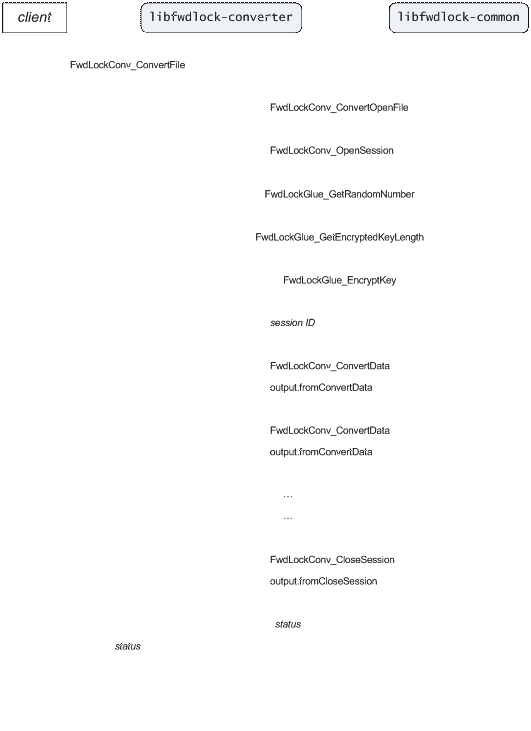 client
libfwdlock-converter
libfwdlock-common
FwdLockConv_ConvertFile
FwdLockConv_ConvertOpenFile
FwdLockConv_OpenSession
FwdLockGlue_GetRandomNumber
FwdLockGlue_GetEncryptedKeyLength
FwdLockGlue_EncryptKey
session ID
FwdLockConv_ConvertData
output.fromConvertData
FwdLockConv_ConvertData
output.fromConvertData
...
...
FwdLockConv_CloseSession
output.fromCloseSession
status
status